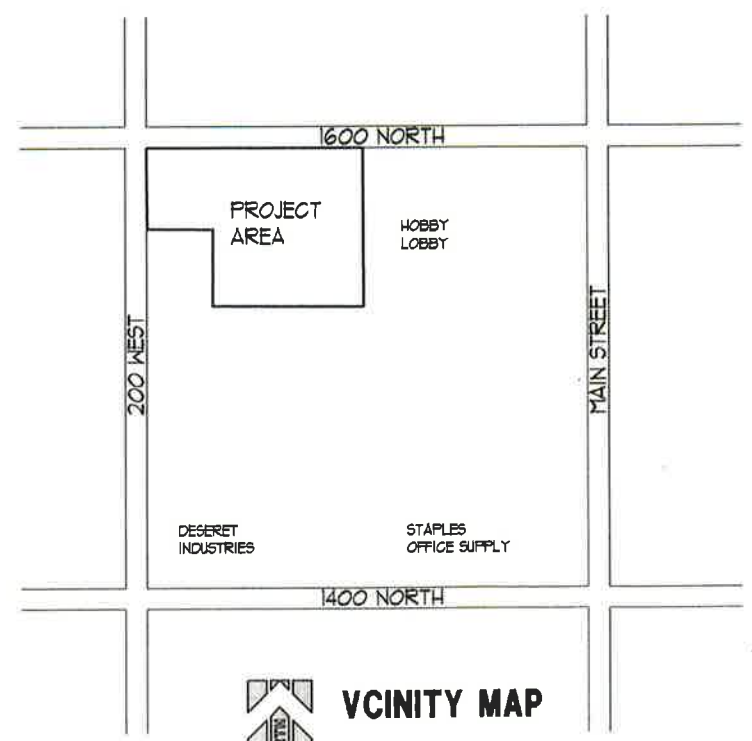 1600 NORTH
PROJECT
AREA
HOBBY
LOBBY
200 WEST
MAIN STREET
DESERET
INDUSTRIES
STAPLES
OFFICE SUPPLY
1400 NORTH
VCINITY MAP